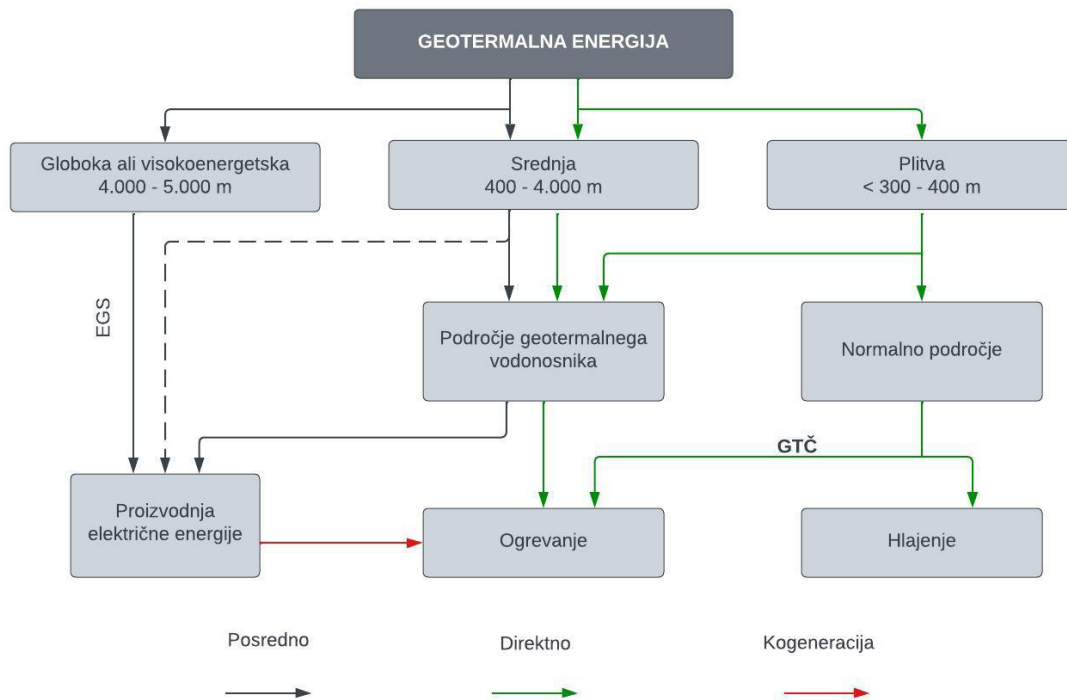 GEOTERMALNA ENERGIJA
Globoka ali visokoenergetska
4.000 - 5.000 m
Srednja
400 - 4.000 m
Plitva
< 300 - 400 m
EGS
Področje geotermalnega
vodonosnika
Normalno področje
GTČ
Proizvodnja
električne energije
Ogrevanje
Hlajenje
Posredno
Direktno
Kogeneracija